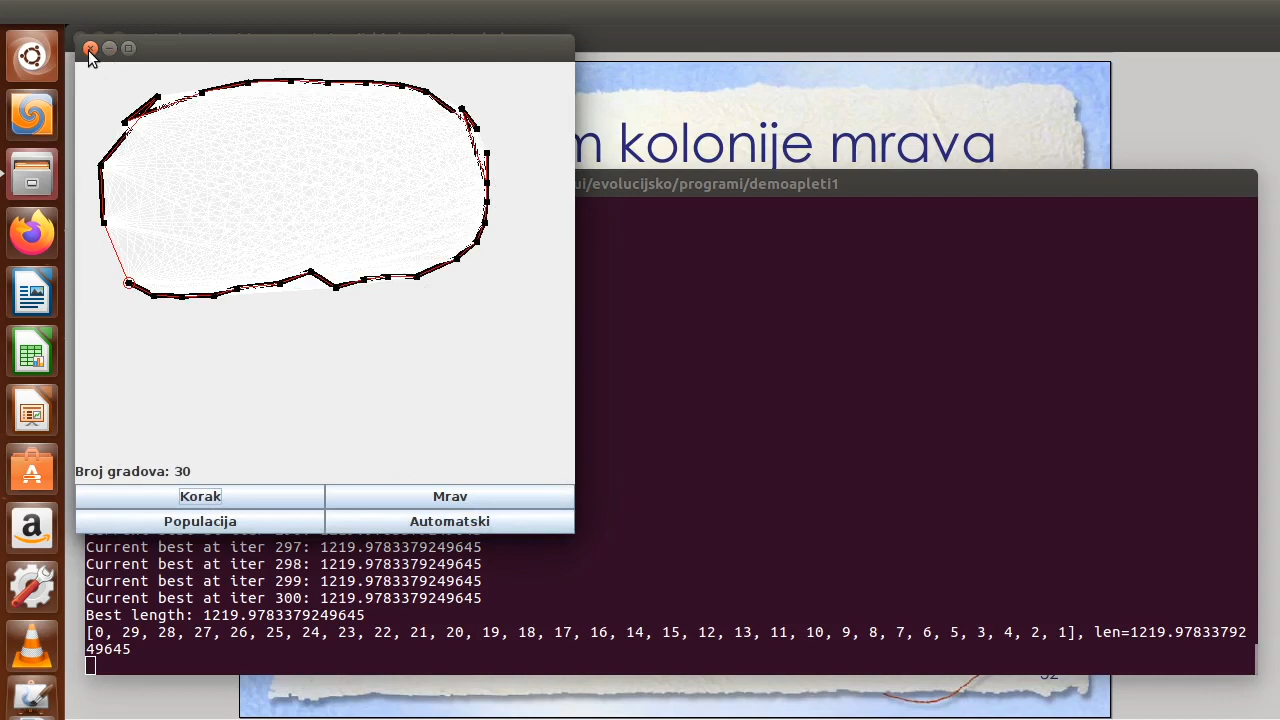 m kolonije mrava
ui/evolucijsko/programi/demoapleti1
Broj gradova: 30
Korak
Mrav
Populacija
Automatski
Current best at iter 297: 1219.9783379249645
Current best at iter 298: 1219.9783379249645
Current best at iter 299: 1219.9783379249645
Current best at iter 300: 1219.9783379249645
Best length: 1219.9783379249645
[0, 29, 28, 27, 26, 25, 24, 23, 22, 21, 20, 19, 18, 17, 16, 14, 15, 12, 13, 11, 10, 9, 8, 7, 6, 5, 3, 4, 2, 1], len=1219.97833792
49645